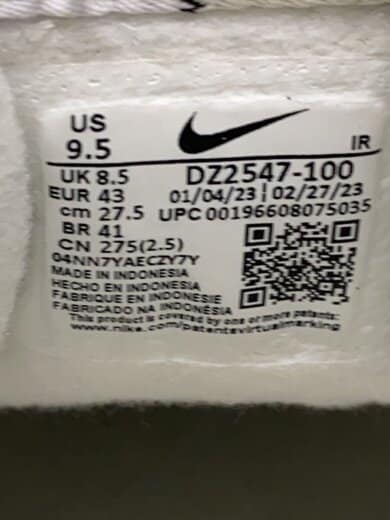 US
9.5
IR
UK 8.5
DZ2547-100
EUR 43
01/04/23 | 02/27/23
cm 27.5
UPC 00196608075035
BR 41
CN 275(2.5)
04NN7YAECZY7Y
MADE IN INDONESIA
HECHO EN INDONESIA
FABRIQUE EN INDONESIE
FABRICADO NA INDONÉSIA
This product is covered by one or more patents:
www.nike.com/patentsvirtualmarking